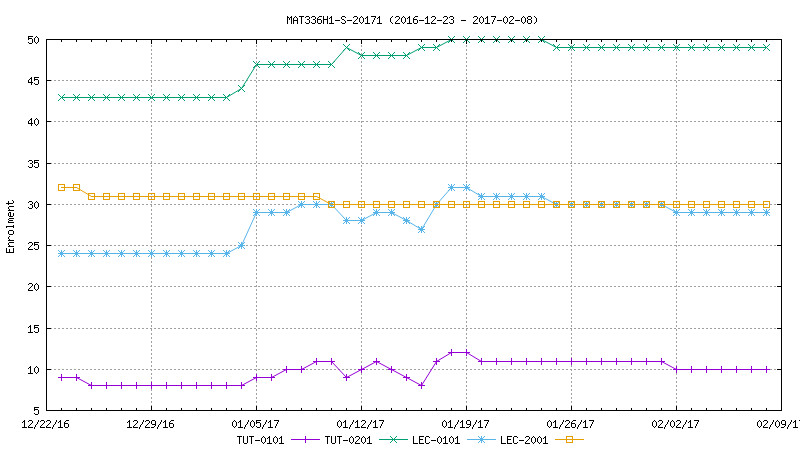 MAT336H1-S-20171 (2016-12-23 - 2017-02-08)
50
45
40
35
30
25
20
15
10
5
Enrolment
12/22/16 12/29/16 01/05/17 01/12/17 01/19/17 01/26/17 02/02/17 02/09/17
TUT-0101 TUT-0201 LEC-0101 LEC-2001